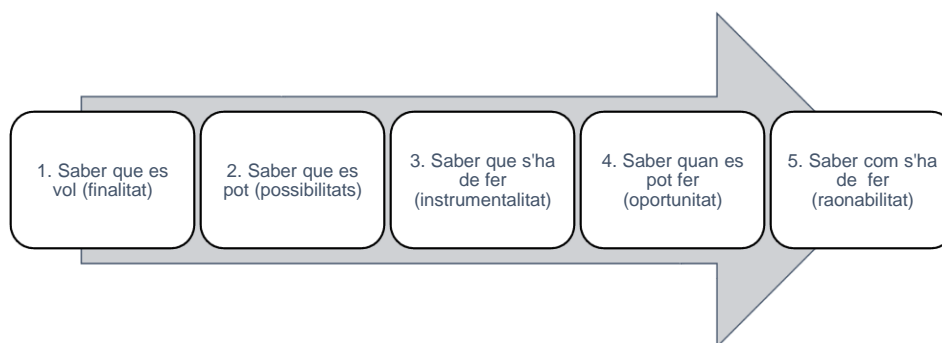 1. Saber que es
vol (finalitat)
2. Saber que es
pot (possibilitats)
3. Saber que s'ha
de fer
(instrumentalitat)
4. Saber quan es
pot fer
(oportunitat)
5. Saber com s'ha
de fer
(raonabilitat)